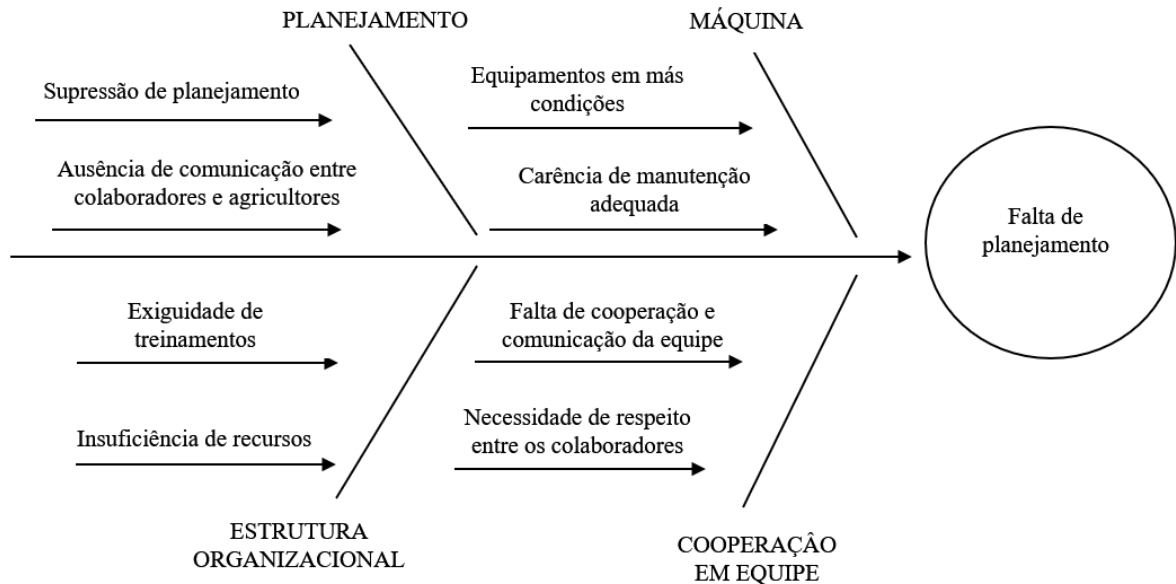 PLANEJAMENTO
MÁQUINA
Supressão de planejamento
Equipamentos em más
condições
Ausência de comunicação entre
colaboradores e agricultores
Carência de manutenção
adequada
Falta de
planejamento
Exiguidade de
treinamentos
Falta de cooperação e
comunicação da equipe
Insuficiência de recursos
Necessidade de respeito
entre os colaboradores
ESTRUTURA
ORGANIZACIONAL
COOPERAÇÂO
EM EQUIPE